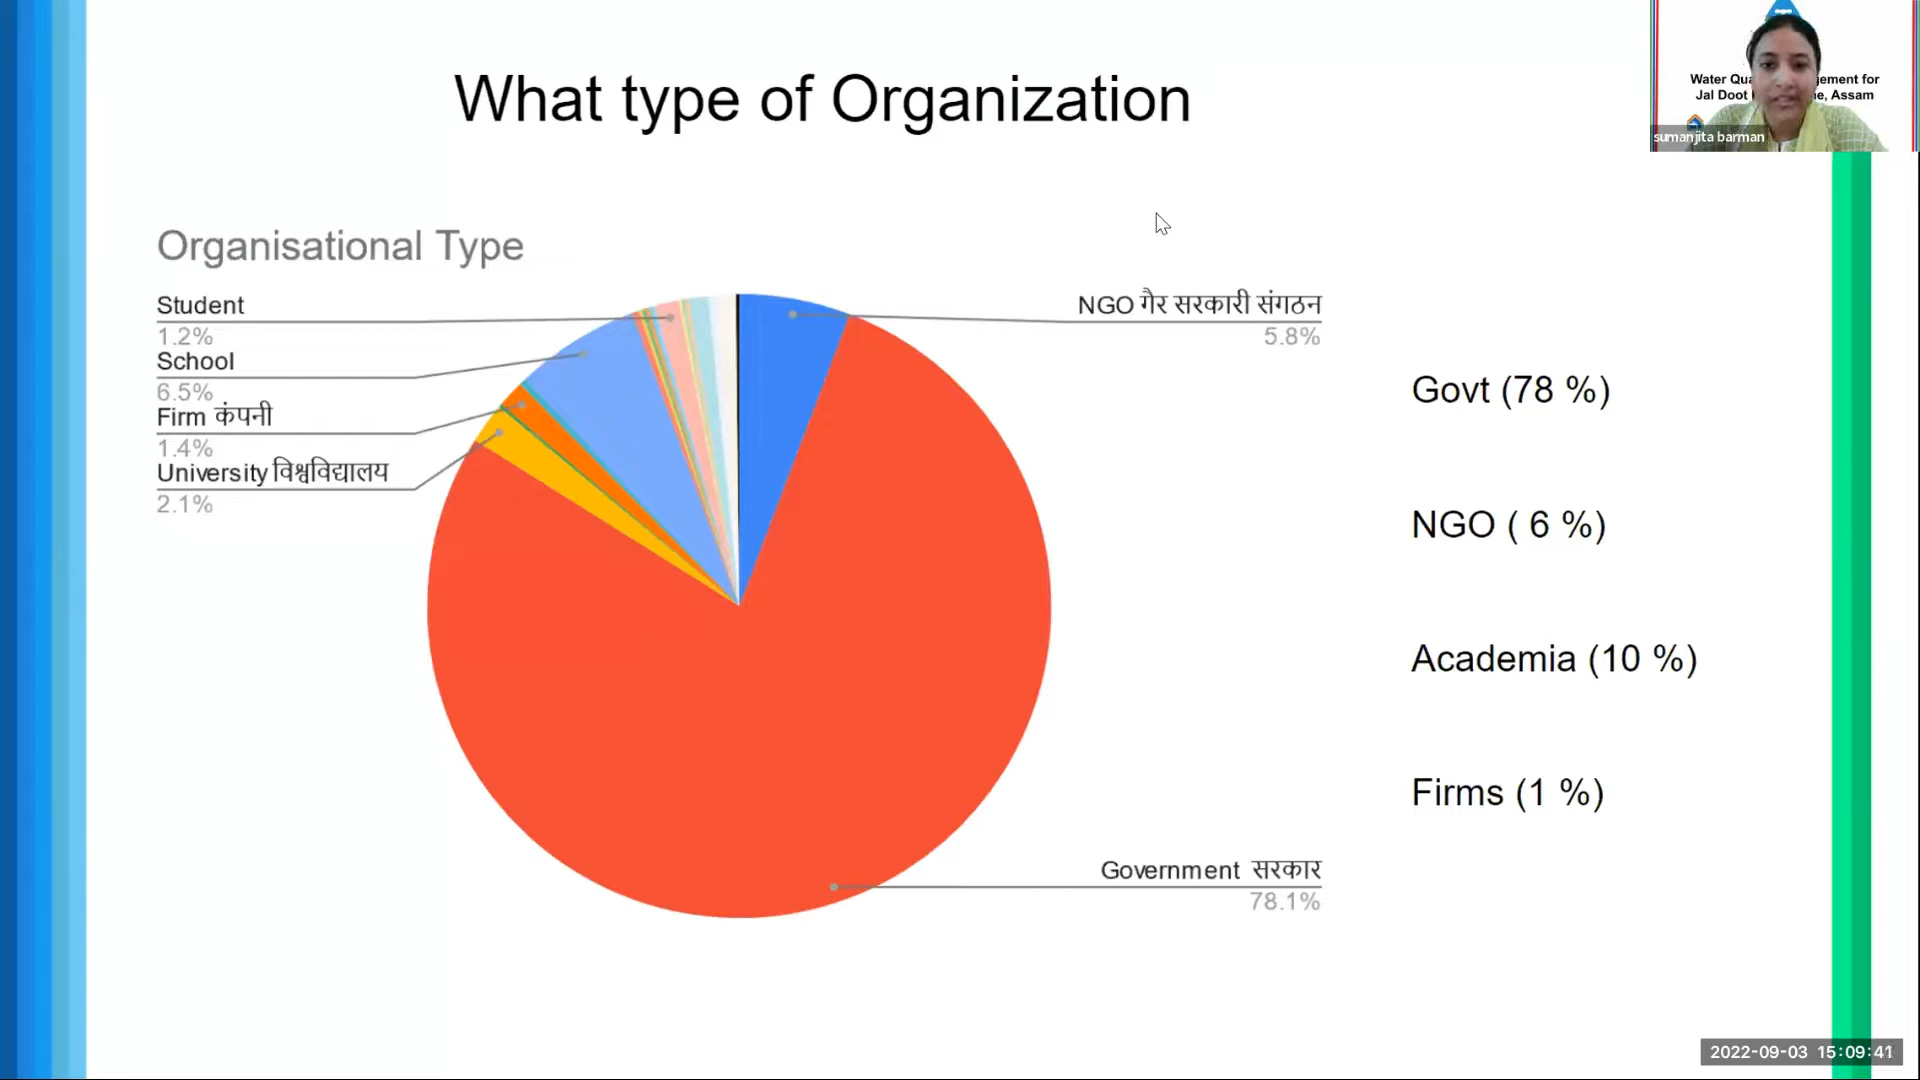 What type of Organization
Water Qua
ement for
Jal Doot
e, Assam
sumanjita barman
Organisational Type
Student
1.2%
School
6.5%
Firm कंपनी
1.4%
University विश्वविद्यालय
2.1%
NGO गैर सरकारी संगठन
5.8%
Government सरकार
78.1%
Govt (78 %)
NGO ( 6 %)
Academia (10 %)
Firms (1 %)
2022-09-03 15:09:41